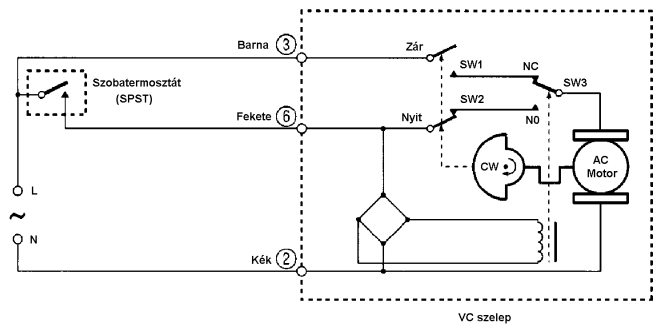 Barna 3
Zár
SW1
NC
SW3
Szobatermosztát
(SPST)
SW2
N0
Fekete 6
Nyit
CW
AC
Motor
L
~
N
Kék 2
VC szelep